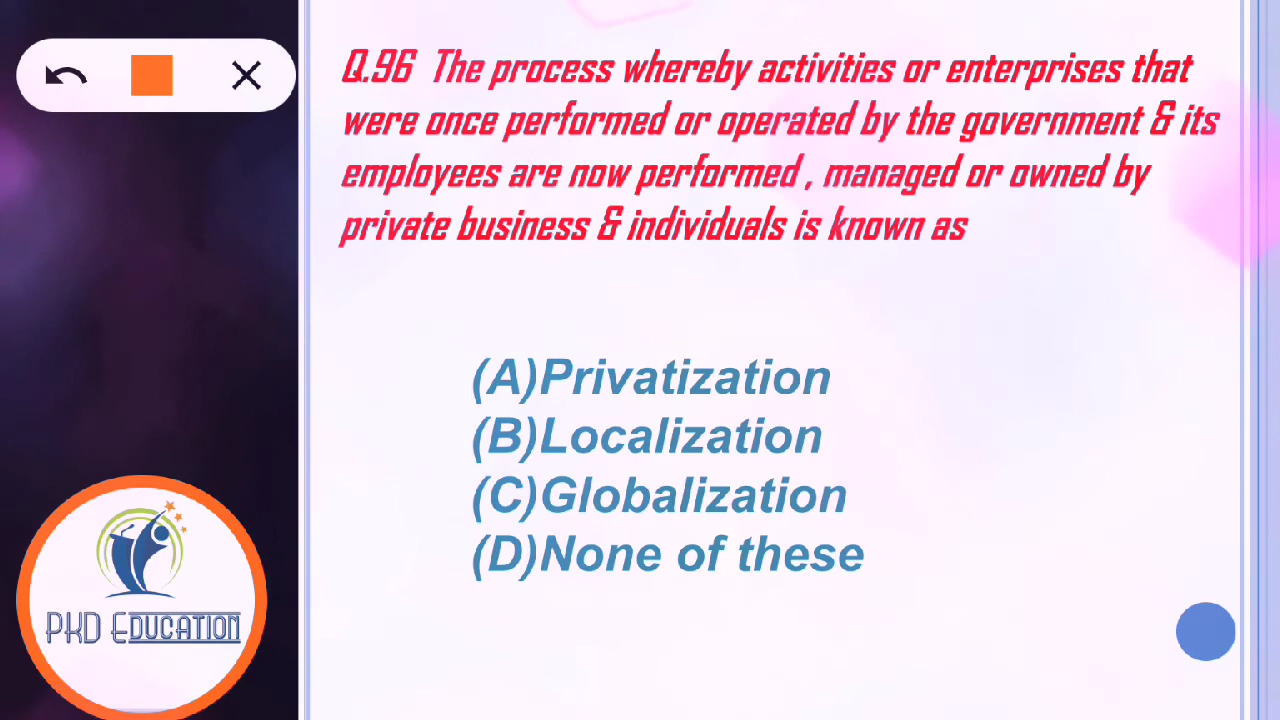 Q.96 The process whereby activities or enterprises that
were once performed or operated by the government & its
employees are now performed , managed or owned by
private business & individuals is known as
(A)Privatization
(B)Localization
(C)Globalization
(D)None of these
PKD EDUCATION